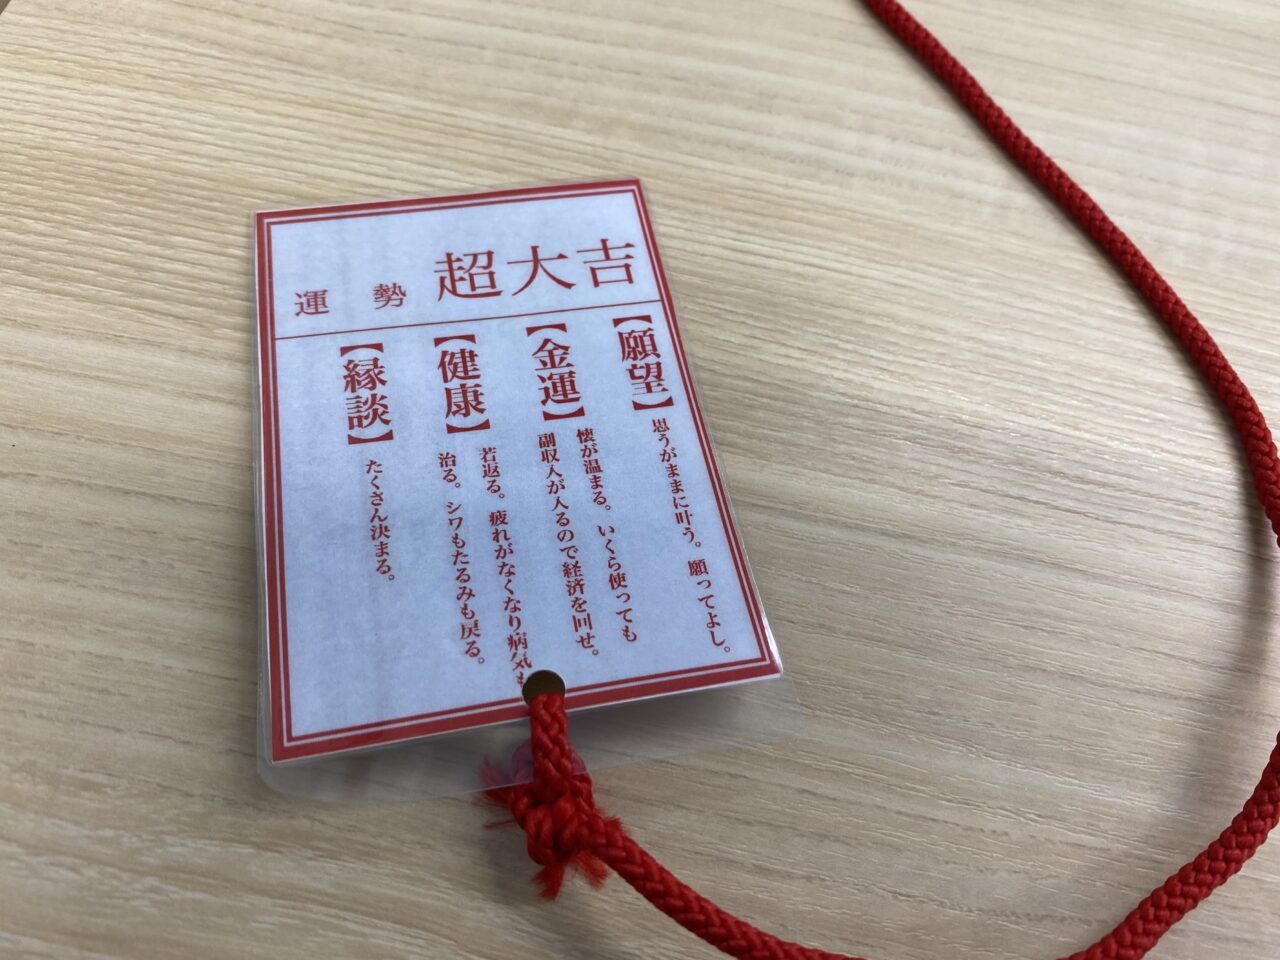 運勢 超大吉
【願望】
思うがままに叶う。願ってよし。
【金運】
懐が温まる。いくら使っても
副収入が入るので経済を回せ。
【健康】
若返る。疲れがなくなり病気も
治る。シワもたるみも戻る。
【縁談】
たくさん決まる。